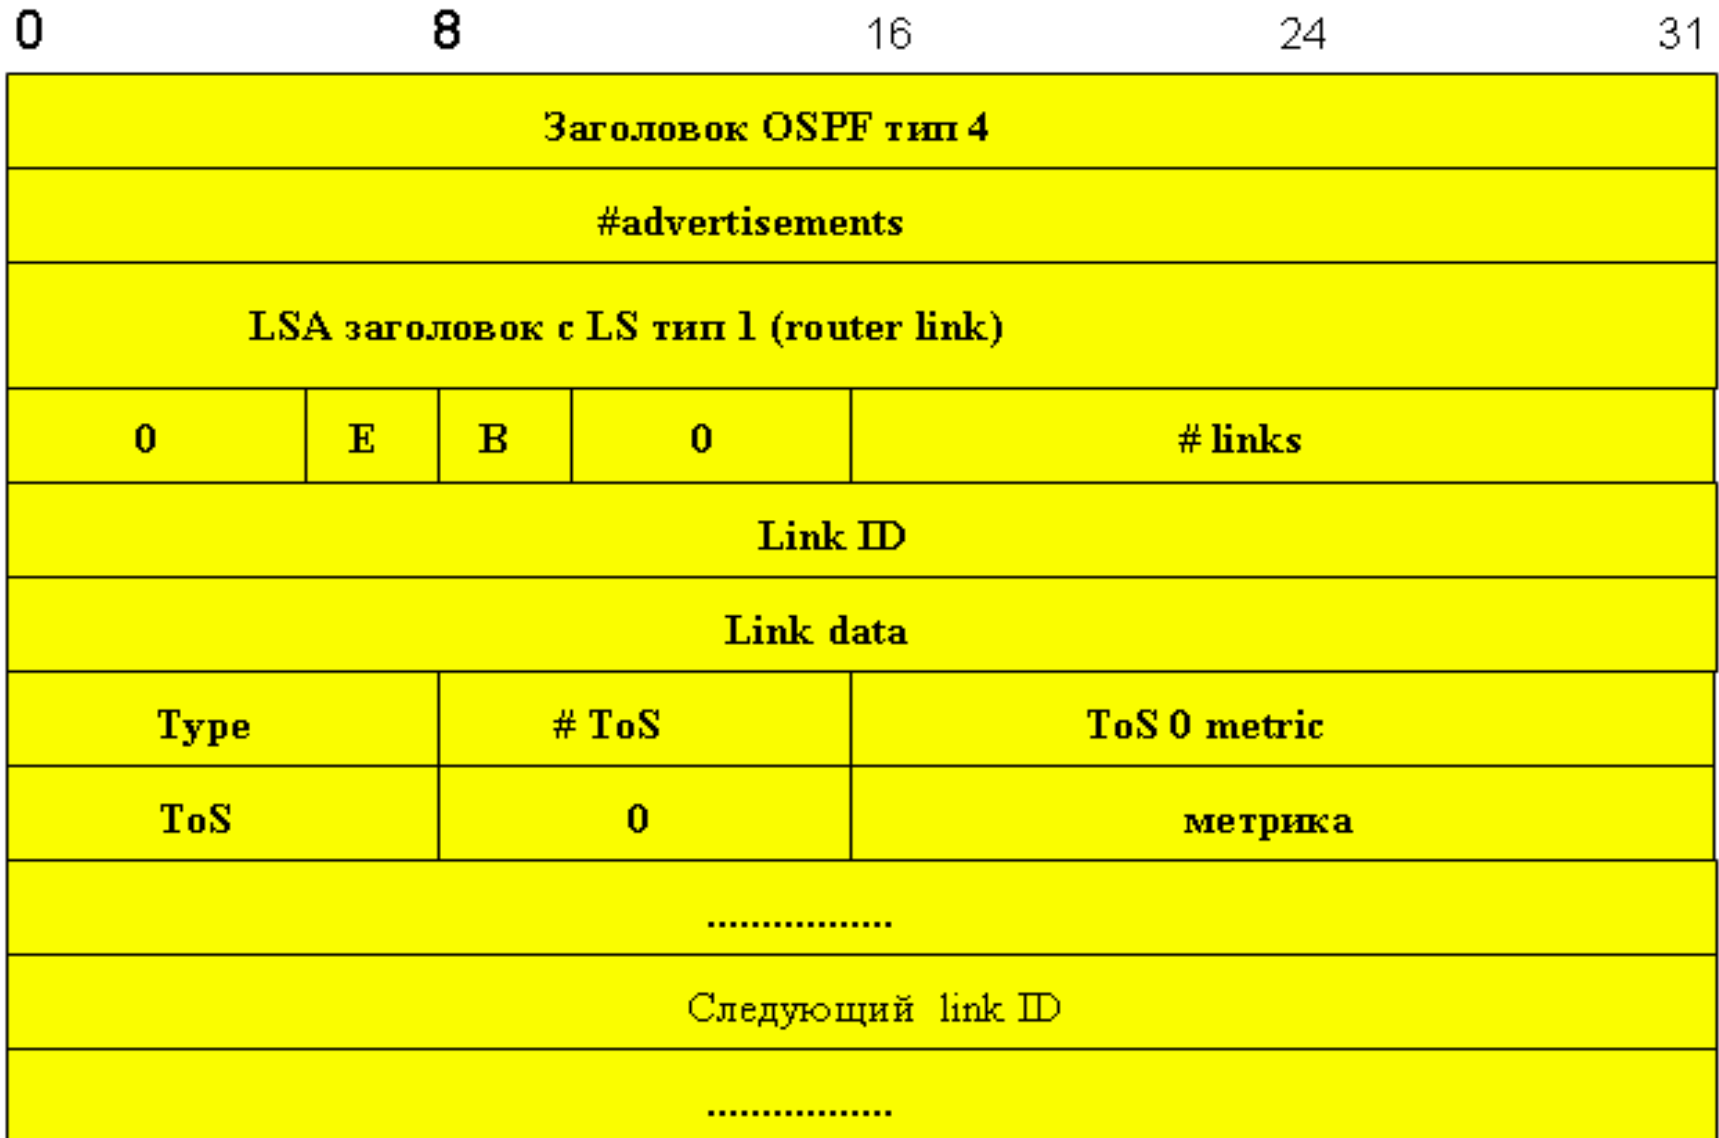 0 8 16 24 31
Заголовок OSPF тип 4
#advertisements
LSA заголовок с LS тип 1 (router link)
0 E B 0 # links
Link ID
Link data
Type # ToS ToS 0 metric
ToS 0 метрика
.................
Следующий link ID
.................